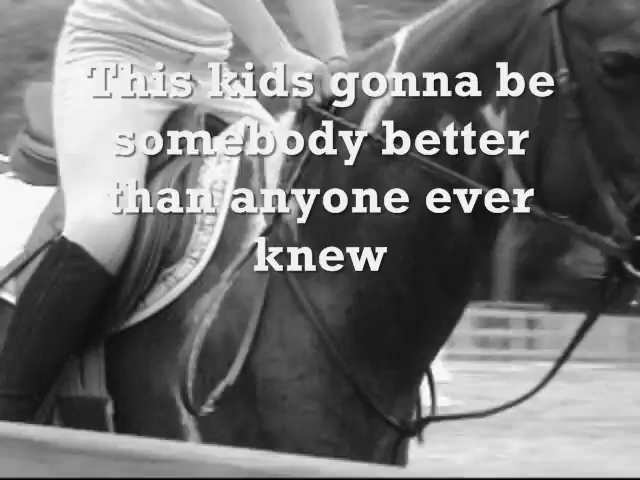 This kids gonna be
somebody better
than anyone ever
knew